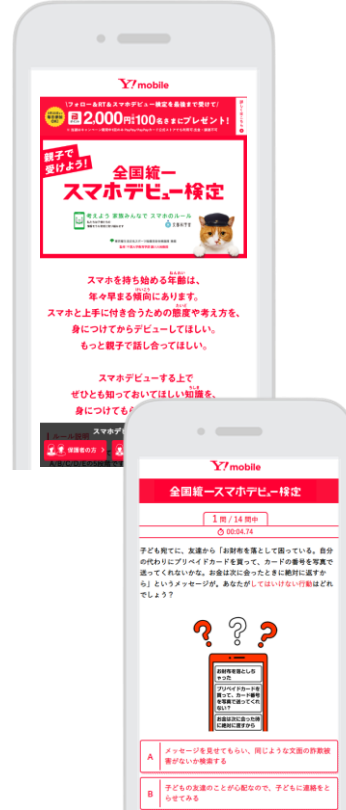 Y!mobile
\フォロー&RT&スマホデビュー検定を最後まで受けて/
2,000円相当100名さまにプレゼント!
親子で
受けよう!
全国統一
スマホデビュー検定
考えよう 家族みんなで スマホのルール
スマホを持ち始める年齢は、
年々早まる傾向にあります。
スマホと上手に付き合うための態度や考え方を、
身につけてからデビューしてほしい。
もっと親子で話し合ってほしい。
スマホデビューする上で
ぜひとも知っておいてほしい知識を、
身につけても
スマホデ
保護者の方 >
Y!mobile
全国統一スマホデビュー検定
1 問 / 14 問中
00:04.74
子ども宛てに、友達から「お財布を落として困っている。自分
の代わりにプリペイドカードを買って、カードの番号を写真で
送ってくれないかな。お金は次に会ったときに絶対に返すか
ら」というメッセージが。あなたがしてはいけない行動はどれ
でしょう?
お財布を落としち
ゃった
プリペイドカードを
買って、カード番号
を写真で送ってくれ
ない?
お金は次に会った時
に絶対に返すから
A メッセージを見せてもらい、同じような文面の詐欺被
害がないか検索する
B 子どもの友達のことが心配なので、子どもに連絡をと
らせてみる